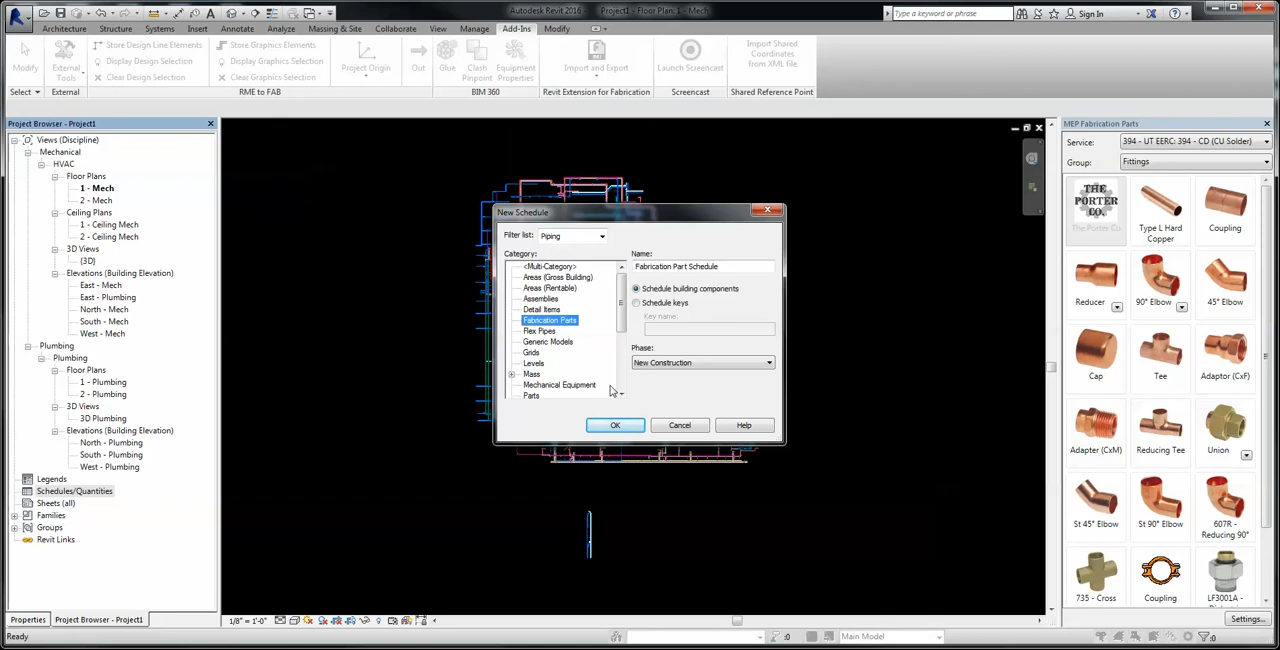 Autodesk Revit 2016 - Project1 - Floor Plan: 1 - Mech
Type a keyword or phrase
Sign In
Architecture Structure Systems Insert Annotate Analyze Massing & Site Collaborate View Manage Add-Ins Modify
Modify
External Tools
Store Design Line Elements
Display Design Selection
Clear Design Selection
Store Graphics Elements
Display Graphics Selection
Clear Graphics Selection
Project Origin
Out
Glue
Clash Pinpoint
Equipment Properties
Import and Export
Launch Screencast
Import Shared
Coordinates
from XML file
Select External RME to FAB BIM 360 Revit Extension for Fabrication Screencast Shared Reference Point
Project Browser - Project1
Views (Discipline)
Mechanical
HVAC
Floor Plans
1 - Mech
2 - Mech
Ceiling Plans
1 - Ceiling Mech
2 - Ceiling Mech
3D Views
{3D}
Elevations (Building Elevation)
East - Mech
East - Plumbing
North - Mech
South - Mech
West - Mech
Plumbing
Plumbing
Floor Plans
1 - Plumbing
2 - Plumbing
3D Views
3D Plumbing
Elevations (Building Elevation)
North - Plumbing
South - Plumbing
West - Plumbing
Legends
Schedules/Quantities
Sheets (all)
Families
Groups
Revit Links
Properties Project Browser - Project1
New Schedule
Filter list: Piping
Category:
<Multi-Category>
Areas (Gross Building)
Areas (Rentable)
Assemblies
Detail Items
Fabrication Parts
Flex Pipes
Generic Models
Grids
Levels
Mass
Mechanical Equipment
Parts
Name:
Fabrication Part Schedule
Schedule building components
Schedule keys
Key name:
Phase:
New Construction
OK Cancel Help
MEP Fabrication Parts
Service: 394 - UT EERC: 394 - CD (CU Solder)
Group: Fittings
THE
PORTER
CO.
The Porter Co
Type L Hard Copper
Coupling
Reducer
90° Elbow
45° Elbow
Cap
Tee
Adaptor (CxF)
Adapter (CxM)
Reducing Tee
Union
St 45° Elbow
St 90° Elbow
607R - Reducing 90°
735 - Cross
Coupling
LF3001A -
Settings...
1/8" = 1'-0"
Ready
:0
Main Model
:0